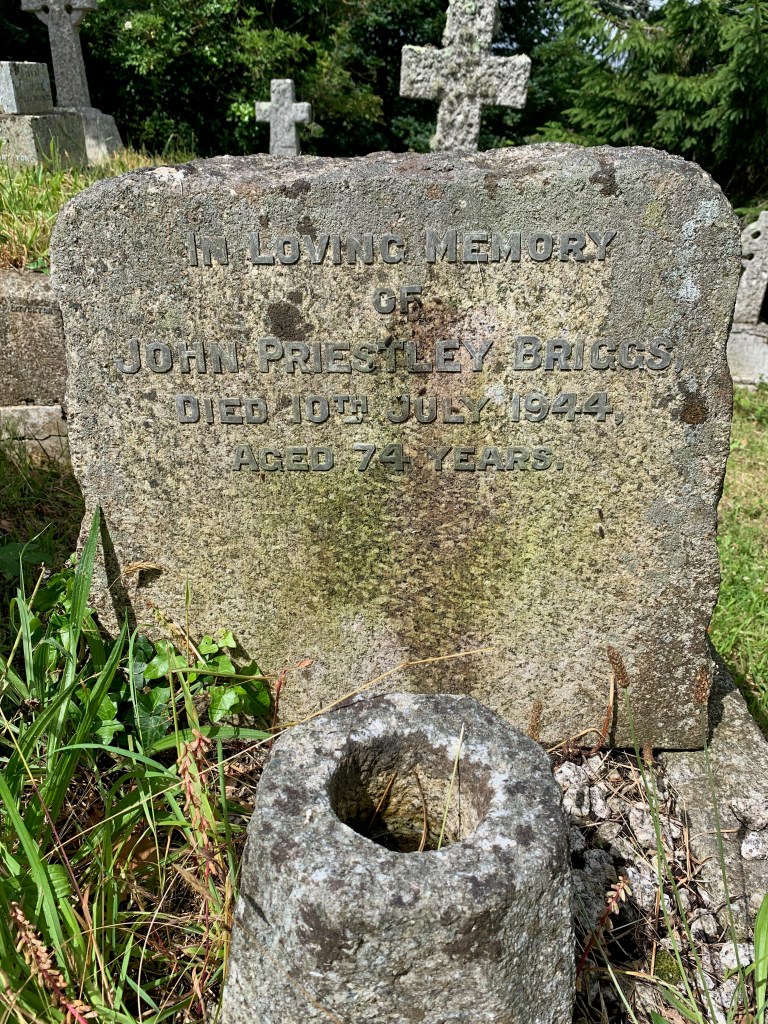 IN LOVING MEMORY
OF
JOHN PRIESTLEY BRIGGS,
DIED 10TH JULY 1944,
AGED 74 YEARS.